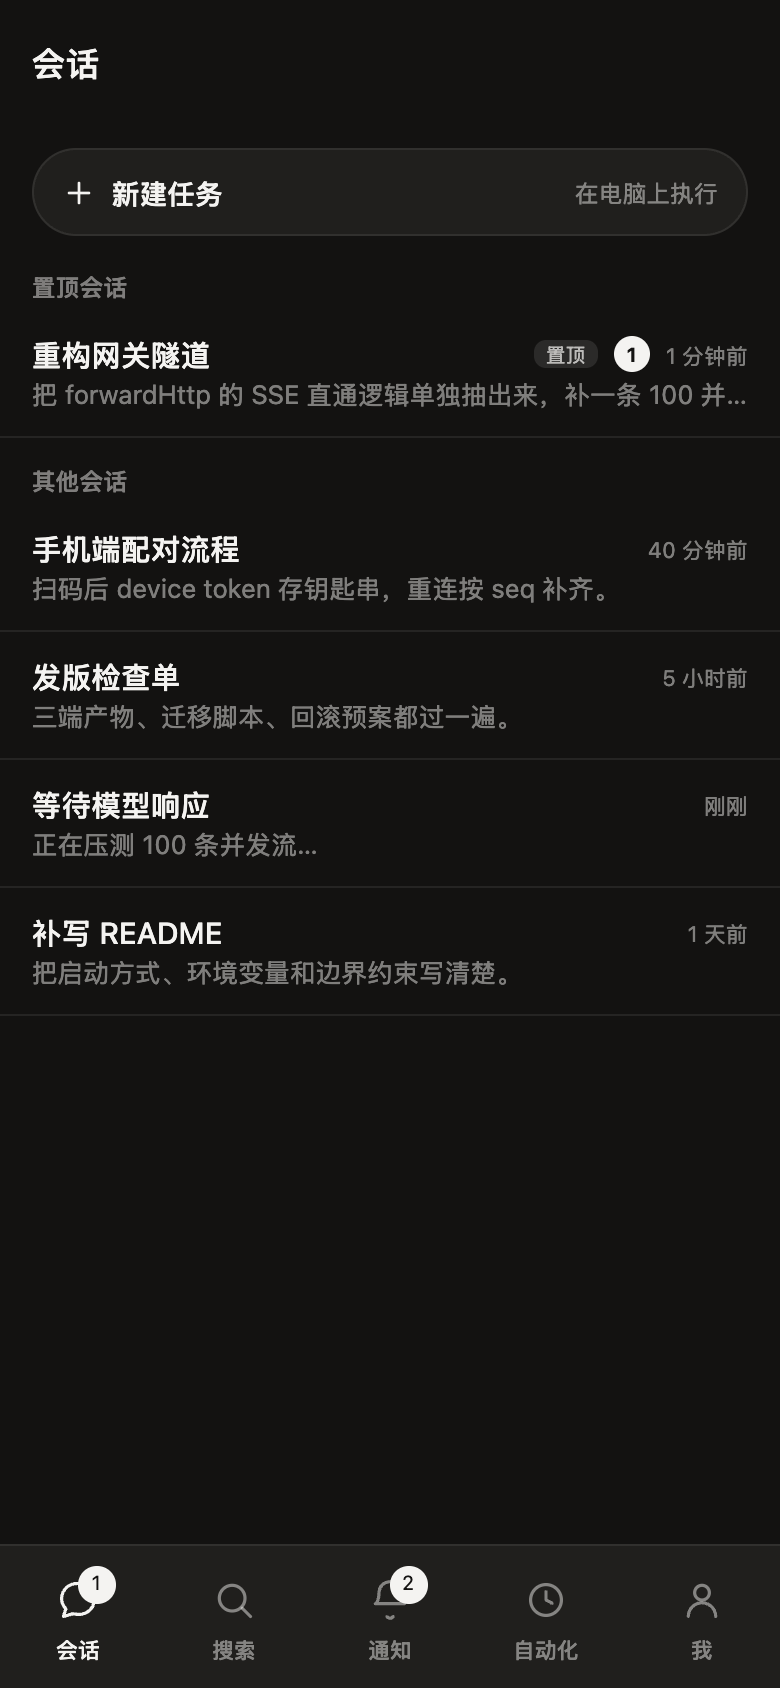 会话
新建任务 在电脑上执行
置顶会话
重构网关隧道 置顶 1 1 分钟前
把 forwardHttp 的 SSE 直通逻辑单独抽出来，补一条 100 并...
其他会话
手机端配对流程 40 分钟前
扫码后 device token 存钥匙串，重连按 seq 补齐。
发版检查单 5 小时前
三端产物、迁移脚本、回滚预案都过一遍。
等待模型响应 刚刚
正在压测 100 条并发流...
补写 README 1 天前
把启动方式、环境变量和边界约束写清楚。
1 2
会话 搜索 通知 自动化 我